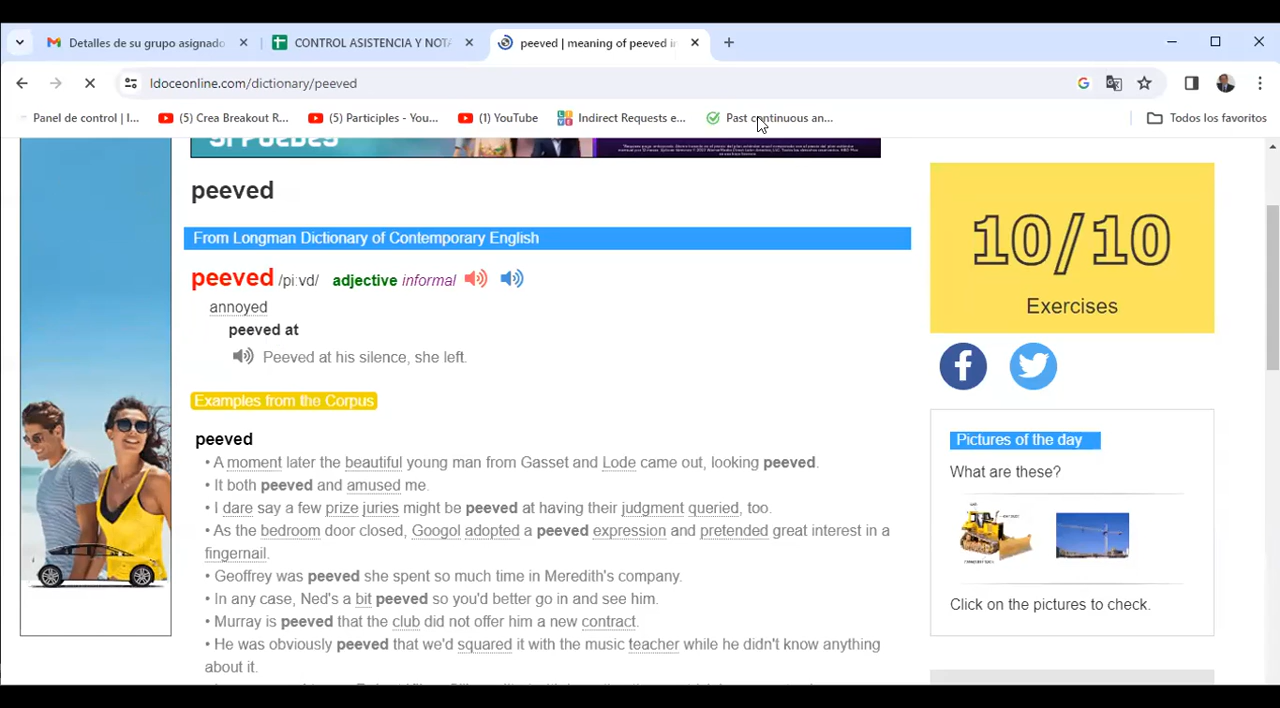 Detalles de su grupo asignado
CONTROL ASISTENCIA Y NOTA
peeved | meaning of peeved in
ldoceonline.com/dictionary/peeved
Panel de control | I...
(5) Crea Breakout R...
(5) Participles - You...
(1) YouTube
Indirect Requests e...
Past continuous an...
Todos los favoritos
SI PUEDES
peeved
From Longman Dictionary of Contemporary English
peeved /piːvd/ adjective informal
annoyed
peeved at
Peeved at his silence, she left.
Examples from the Corpus
peeved
• A moment later the beautiful young man from Gasset and Lode came out, looking peeved.
• It both peeved and amused me.
• I dare say a few prize juries might be peeved at having their judgment queried, too.
• As the bedroom door closed, Googol adopted a peeved expression and pretended great interest in a
fingernail.
• Geoffrey was peeved she spent so much time in Meredith's company.
• In any case, Ned's a bit peeved so you'd better go in and see him.
• Murray is peeved that the club did not offer him a new contract.
• He was obviously peeved that we'd squared it with the music teacher while he didn't know anything
about it.
10/10
Exercises
Pictures of the day
What are these?
Click on the pictures to check.